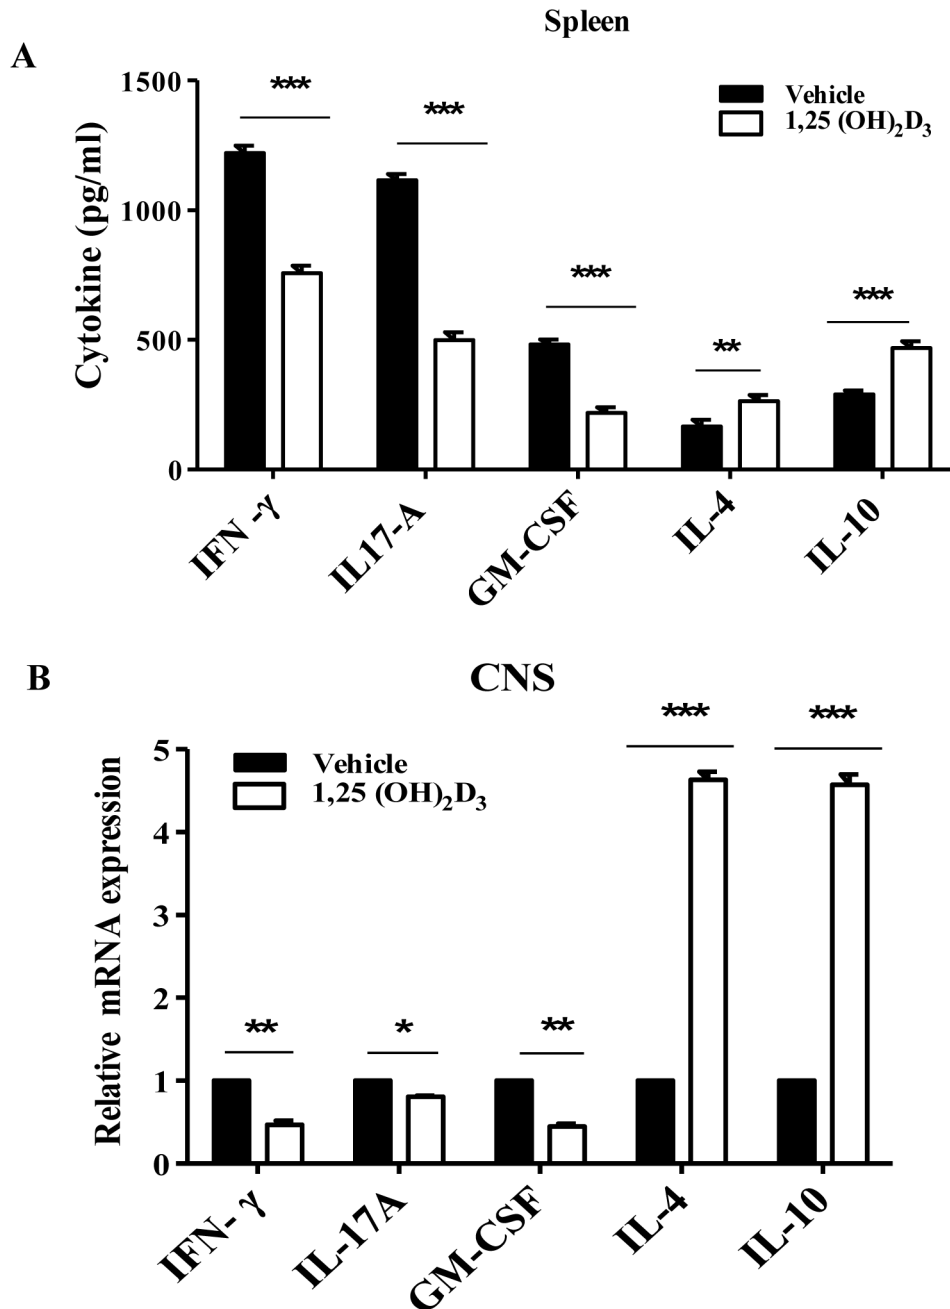 Spleen
A
1500
1000
500
0
Cytokine (pg/ml)
***
***
***
**
***
Vehicle
1,25 (OH)₂D₃
IFN -γ
IL17-A
GM-CSF
IL-4
IL-10
B
CNS
5
4
3
2
1
0
Relative mRNA expression
Vehicle
1,25 (OH)₂D₃
**
*
**
***
***
IFN- γ
IL-17A
GM-CSF
IL-4
IL-10